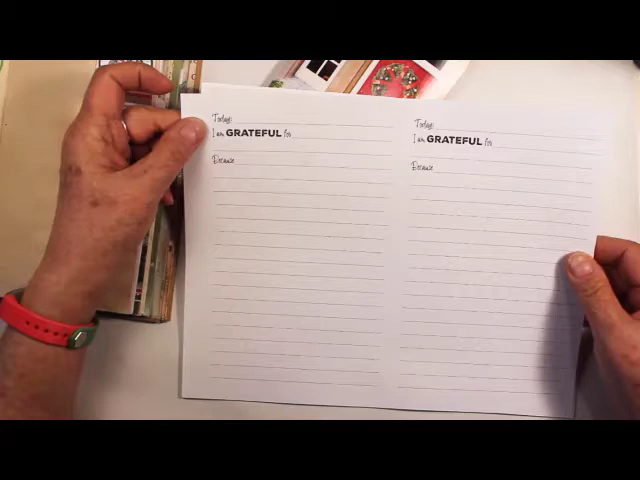 Today:
I am GRATEFUL for
Because
Today:
I am GRATEFUL for
Because